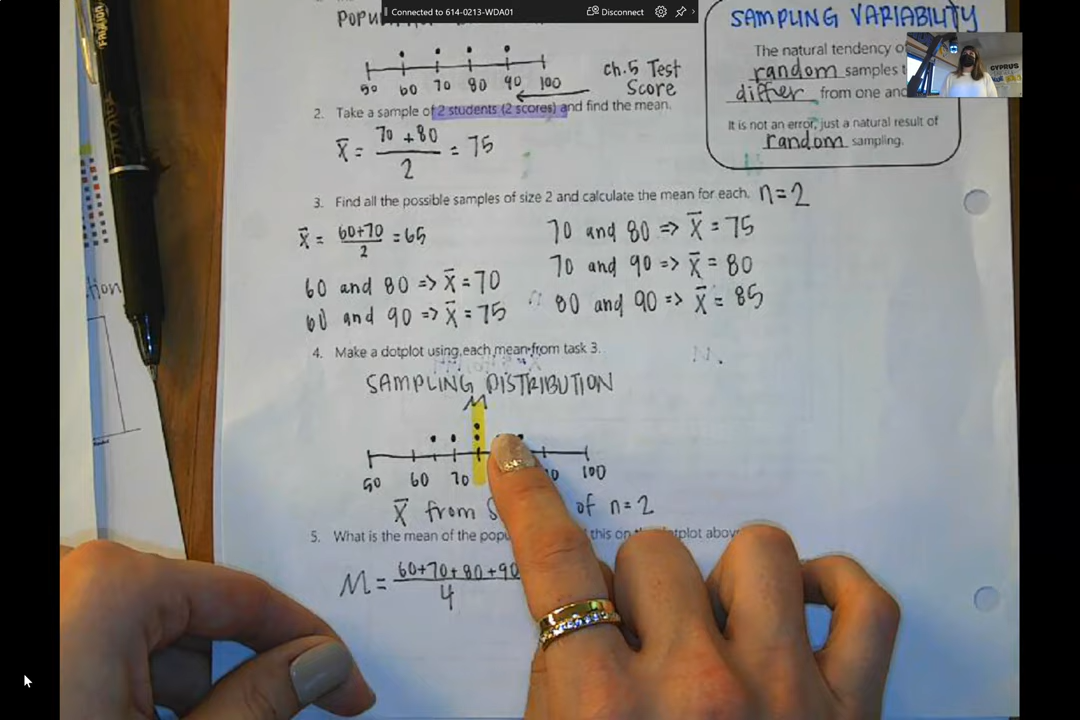 Connected to 614-0213-WDA01
Disconnect
SAMPLING VARIABILITY
The natural tendency
random samples
differ from one and
It is not an error, just a natural result of
random sampling.
50 60 70 80 90 100
ch.5 Test
Score
2. Take a sample of 2 students (2 scores) and find the mean.
x̄ = 70 + 80 / 2 = 75
3. Find all the possible samples of size 2 and calculate the mean for each. n = 2
x̄ = 60+70 / 2 = 65
60 and 80 => x̄ = 70
60 and 90 => x̄ = 75
70 and 80 => x̄ = 75
70 and 90 => x̄ = 80
80 and 90 => x̄ = 85
4. Make a dotplot using each mean from task 3.
SAMPLING DISTRIBUTION
M
50 60 70 100
x̄ from of n = 2
5. What is the mean of the this on
M = 60+70+80+90 / 4
CYPRUS